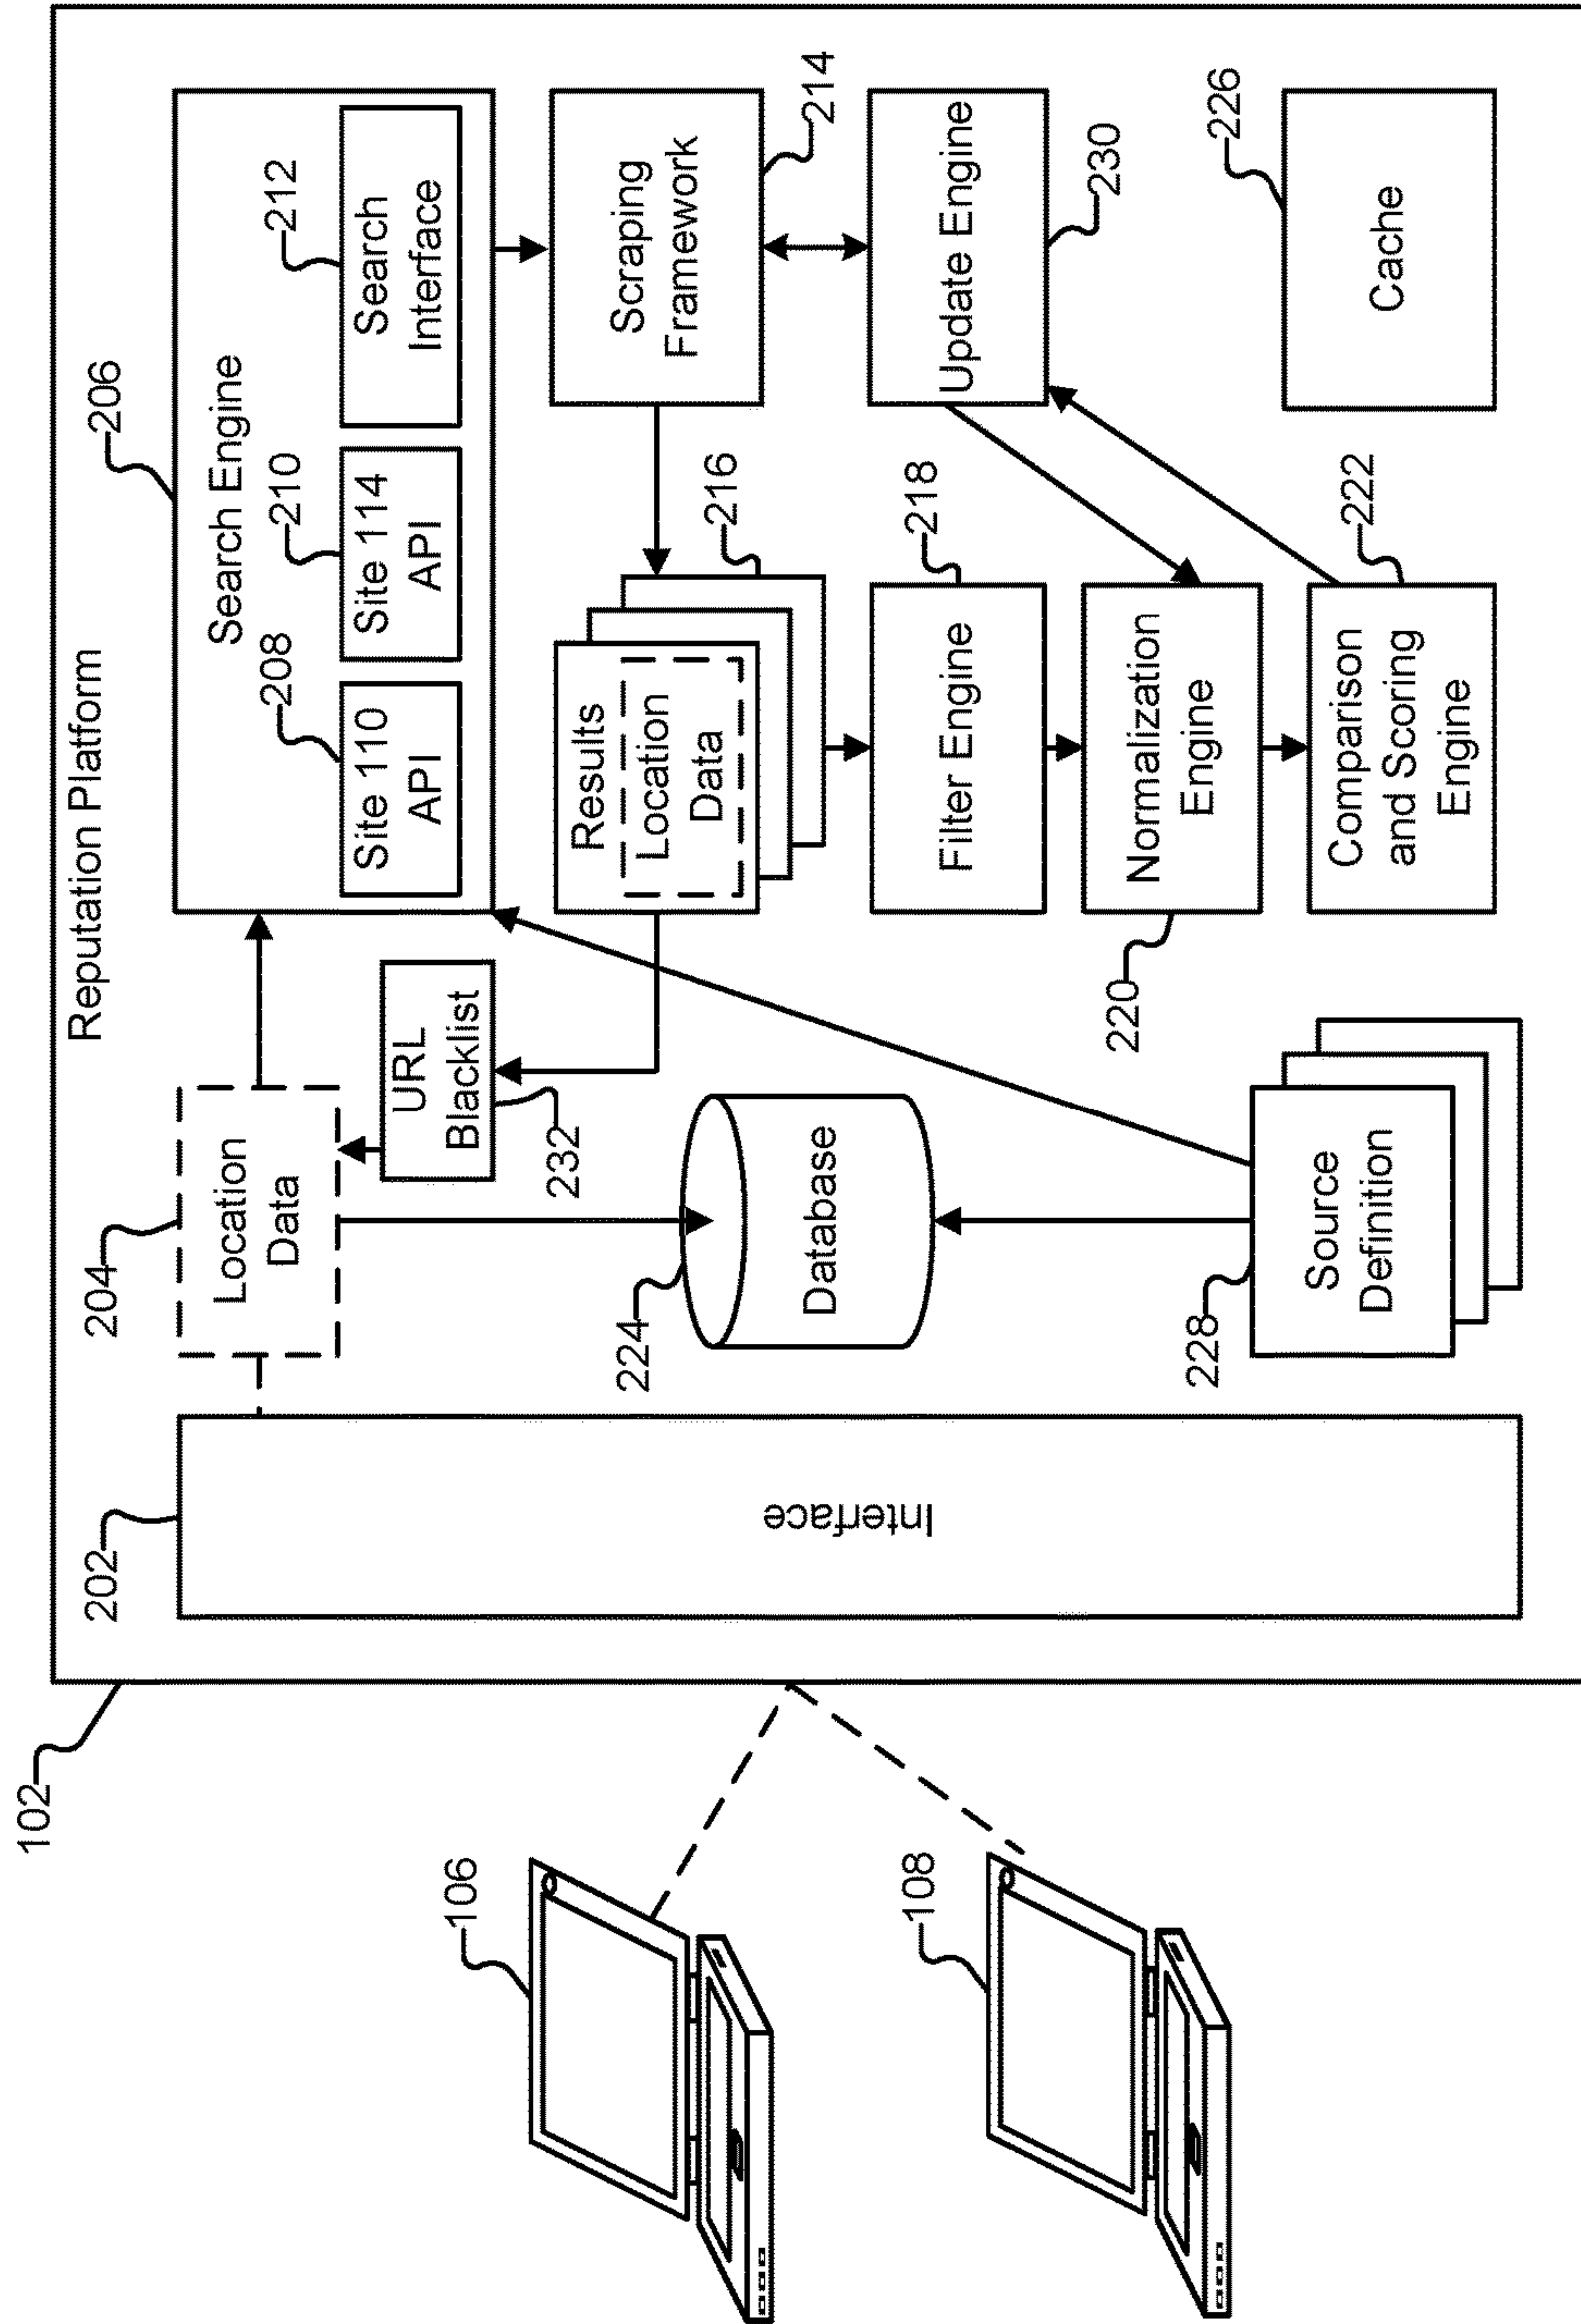 102
Reputation Platform
202
Interface
204
Location
Data
206
Search Engine
208
Site 110
API
210
Site 114
API
212
Search
Interface
URL
Blacklist
232
Results
Location
Data
216
Scraping
Framework
214
224
Database
Filter Engine
218
Update Engine
230
Normalization
Engine
220
228
Source
Definition
Comparison
and Scoring
Engine
222
Cache
226
106
108